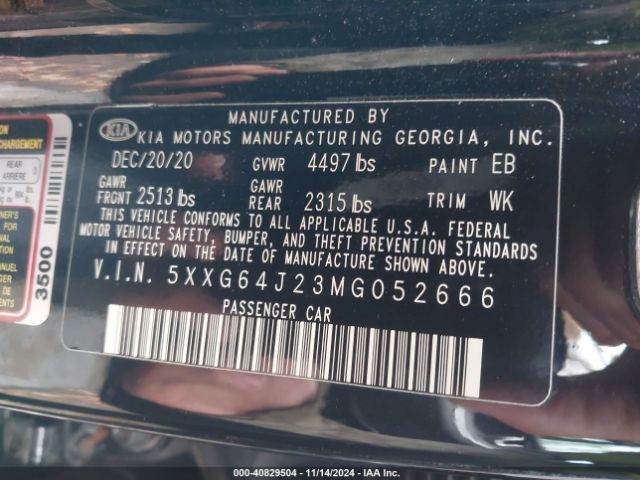 MANUFACTURED BY
KIA KIA MOTORS MANUFACTURING GEORGIA, INC.
DEC/20/20 GVWR 4497 lbs PAINT EB
GAWR FRONT 2513 lbs GAWR REAR 2315 lbs TRIM WK
THIS VEHICLE CONFORMS TO ALL APPLICABLE U.S.A. FEDERAL
MOTOR VEHICLE SAFETY, BUMPER, AND THEFT PREVENTION STANDARDS
IN EFFECT ON THE DATE OF MANUFACTURE SHOWN ABOVE.
V.I.N. 5XXG64J23MG052666
PASSENGER CAR
CHARGEMENT
REAR
ARRIÈRE
3500
000-40829504 | 11/14/2024 | IAA Inc.